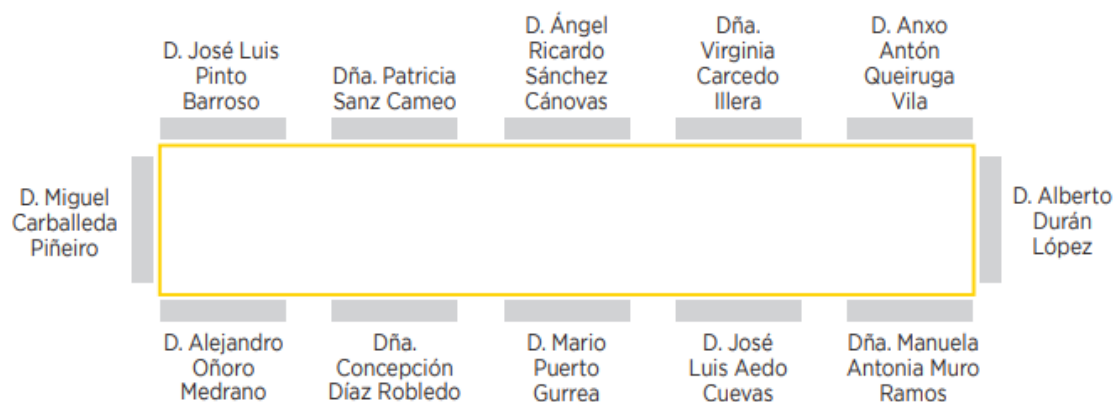 D. José Luis
Pinto
Barroso
Dña. Patricia
Sanz Cameo
D. Ángel
Ricardo
Sánchez
Cánovas
Dña.
Virginia
Carcedo
Illera
D. Anxo
Antón
Queiruga
Vila
D. Miguel
Carballeda
Piñeiro
D. Alberto
Durán
López
D. Alejandro
Oñoro
Medrano
Dña.
Concepción
Díaz Robledo
D. Mario
Puerto
Gurrea
D. José
Luis Aedo
Cuevas
Dña. Manuela
Antonia Muro
Ramos